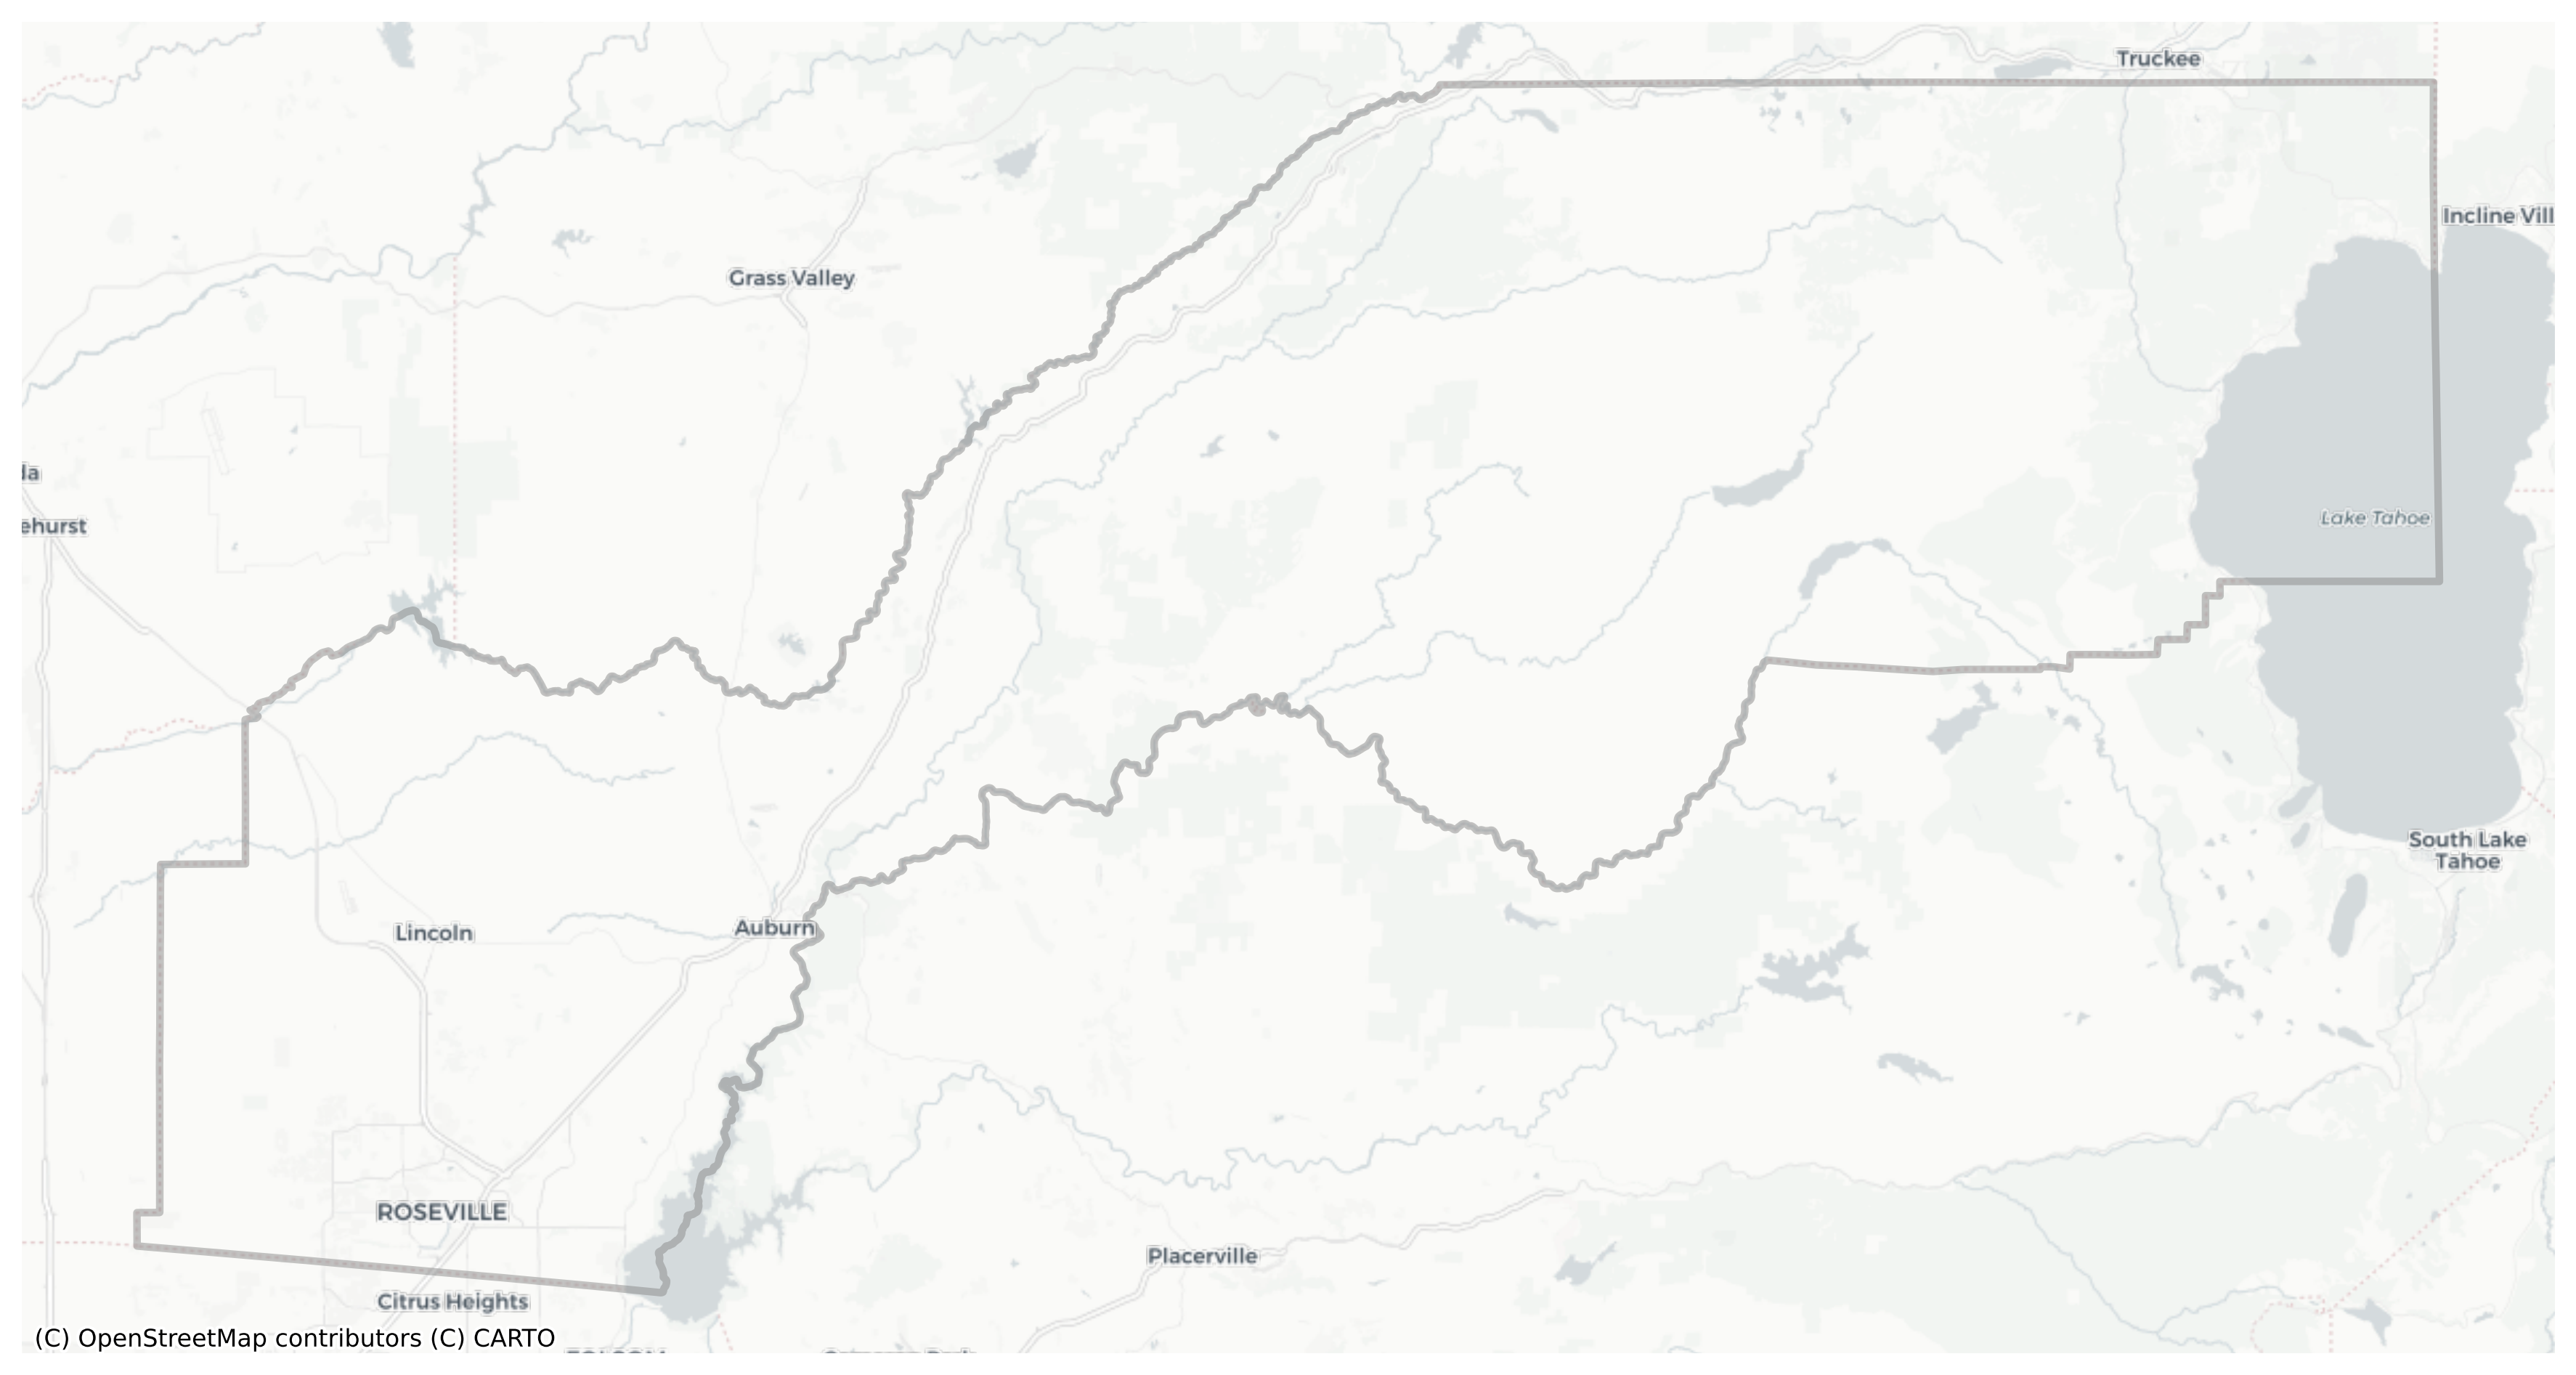 Truckee
Incline Vill
Grass Valley
la
ehurst
Lake Tahoe
South Lake
Tahoe
Auburn
Lincoln
ROSEVILLE
Placerville
Citrus Heights
(C) OpenStreetMap contributors (C) CARTO